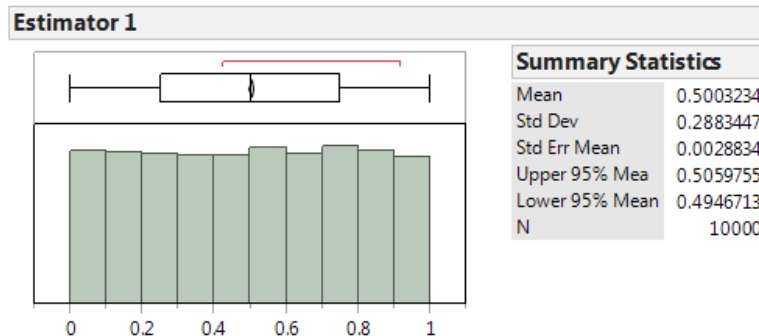 Estimator 1
Summary Statistics
Mean 0.5003234
Std Dev 0.2883447
Std Err Mean 0.0028834
Upper 95% Mea 0.5059755
Lower 95% Mean 0.4946713
N 10000
0 0.2 0.4 0.6 0.8 1